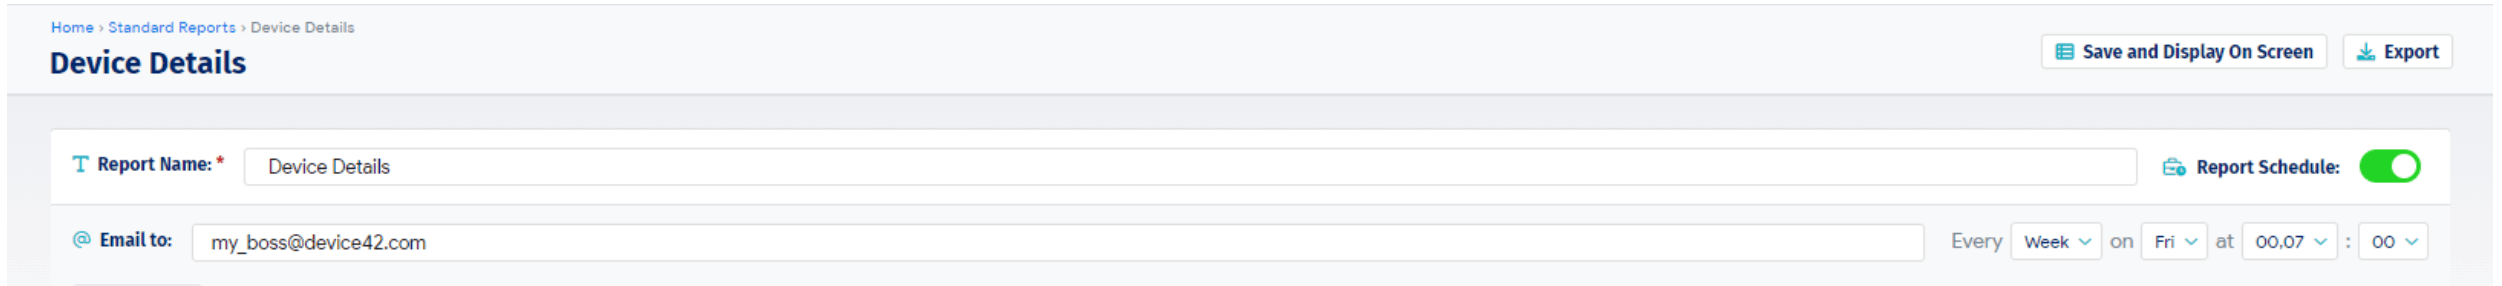 Home › Standard Reports › Device Details
Device Details
Save and Display On Screen
Export
Report Name:*
Device Details
Report Schedule:
@ Email to:
my_boss@device42.com
Every Week on Fri at 00,07 : 00